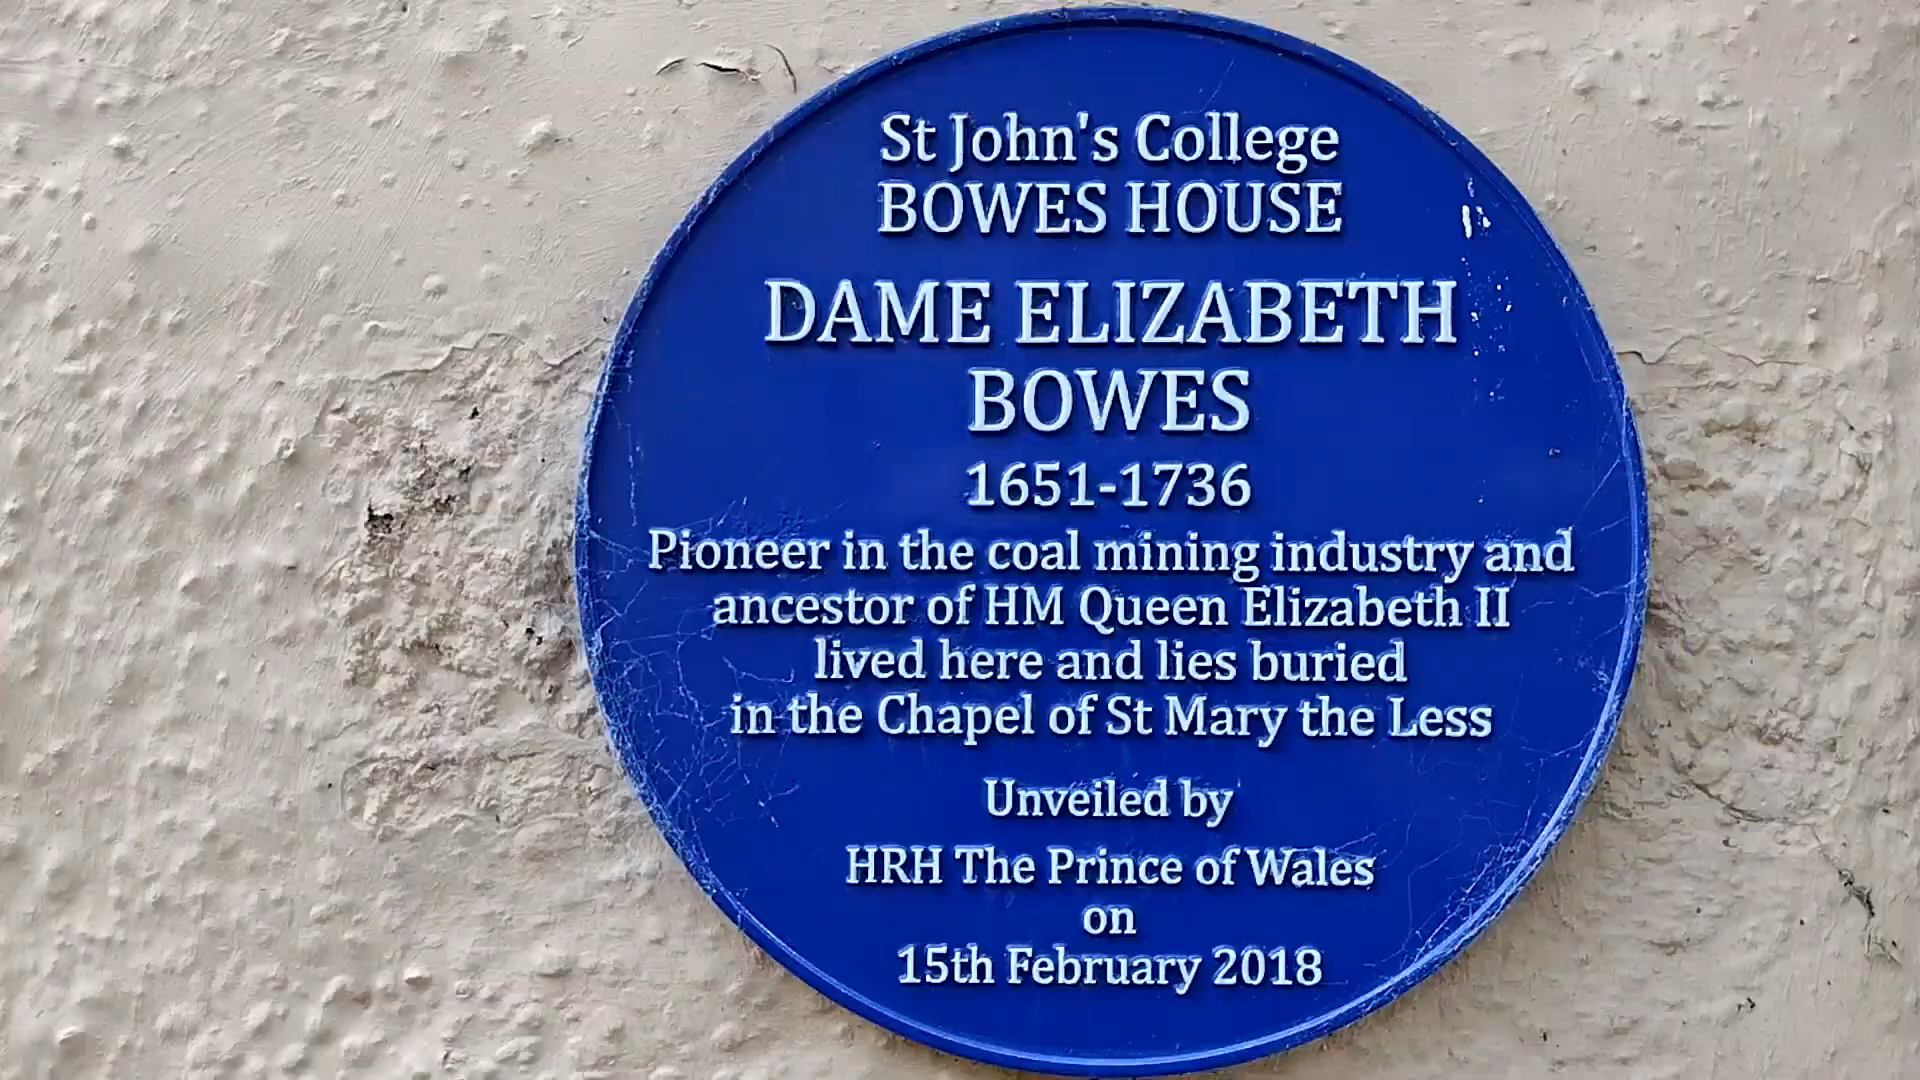 St John's College
BOWES HOUSE
DAME ELIZABETH
BOWES
1651-1736
Pioneer in the coal mining industry and
ancestor of HM Queen Elizabeth II
lived here and lies buried
in the Chapel of St Mary the Less
Unveiled by
HRH The Prince of Wales
on
15th February 2018